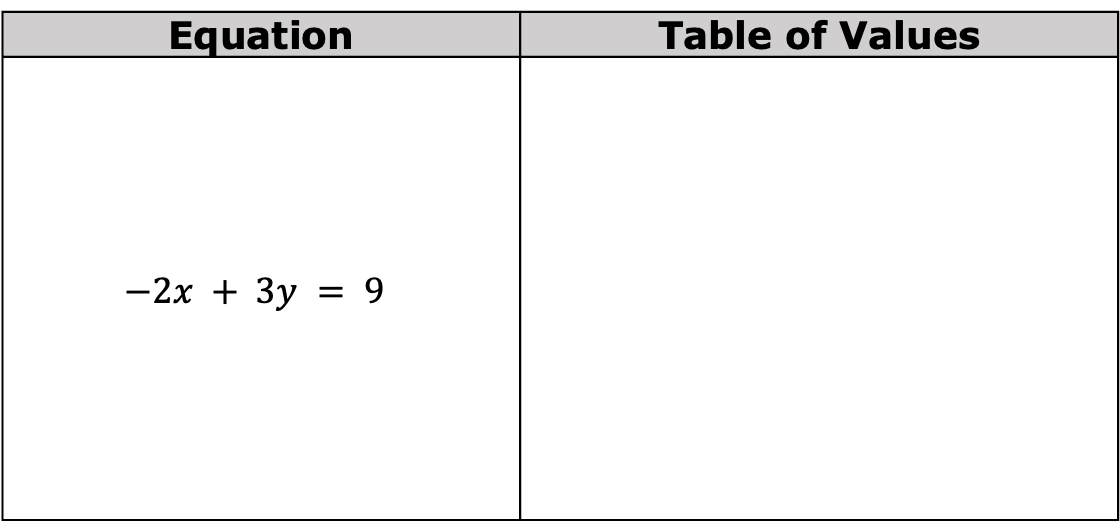 Equation
Table of Values
−2x + 3y = 9